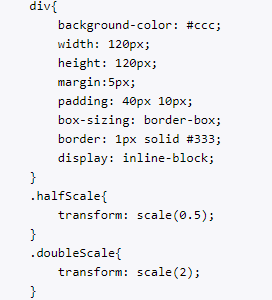 div{
background-color: #ccc;
width: 120px;
height: 120px;
margin:5px;
padding: 40px 10px;
box-sizing: border-box;
border: 1px solid #333;
display: inline-block;
}
.halfScale{
transform: scale(0.5);
}
.doubleScale{
transform: scale(2);
}